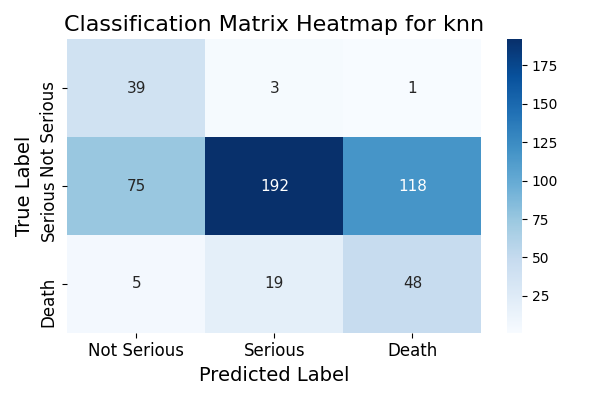 Classification Matrix Heatmap for knn
True Label
Not Serious
Serious
Death
39 3 1
75 192 118
5 19 48
Not Serious Serious Death
Predicted Label
175
150
125
100
75
50
25